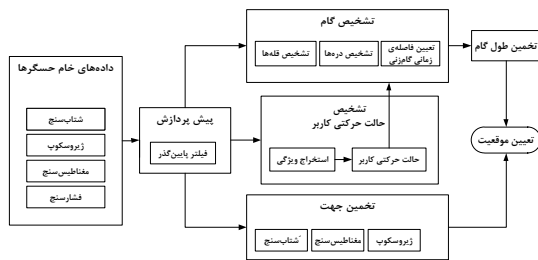 داده‌های خام حسگرها
شتاب‌سنج
ژیروسکوپ
مغناطیس‌سنج
فشارسنج
پیش پردازش
فیلتر پایین‌گذر
تشخیص گام
تشخیص قله‌ها
تشخیص دره‌ها
تعیین فاصله‌ی
زمانی گام‌زنی
تشخیص
حالت حرکتی کاربر
استخراج ویژگی
حالت حرکتی کاربر
تخمین جهت
شتاب‌سنج
مغناطیس‌سنج
ژیروسکوپ
تخمین طول گام
تعیین موقعیت